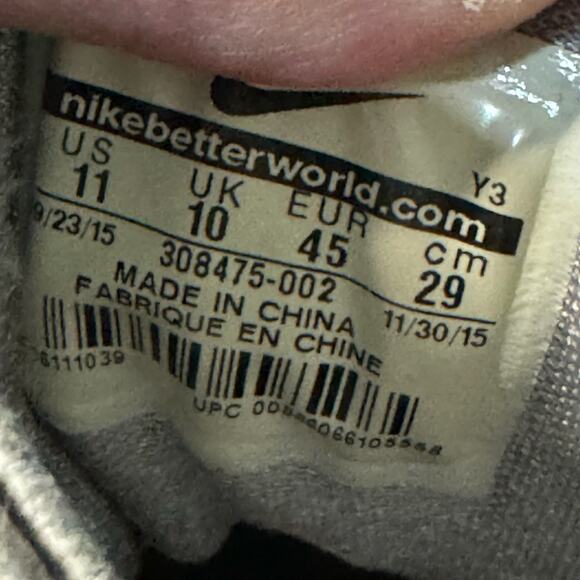 nikebetterworld.com
Y3
US UK EUR cm
11 10 45 29
9/23/15 308475-002 11/30/15
MADE IN CHINA
FABRIQUE EN CHINE
UPC